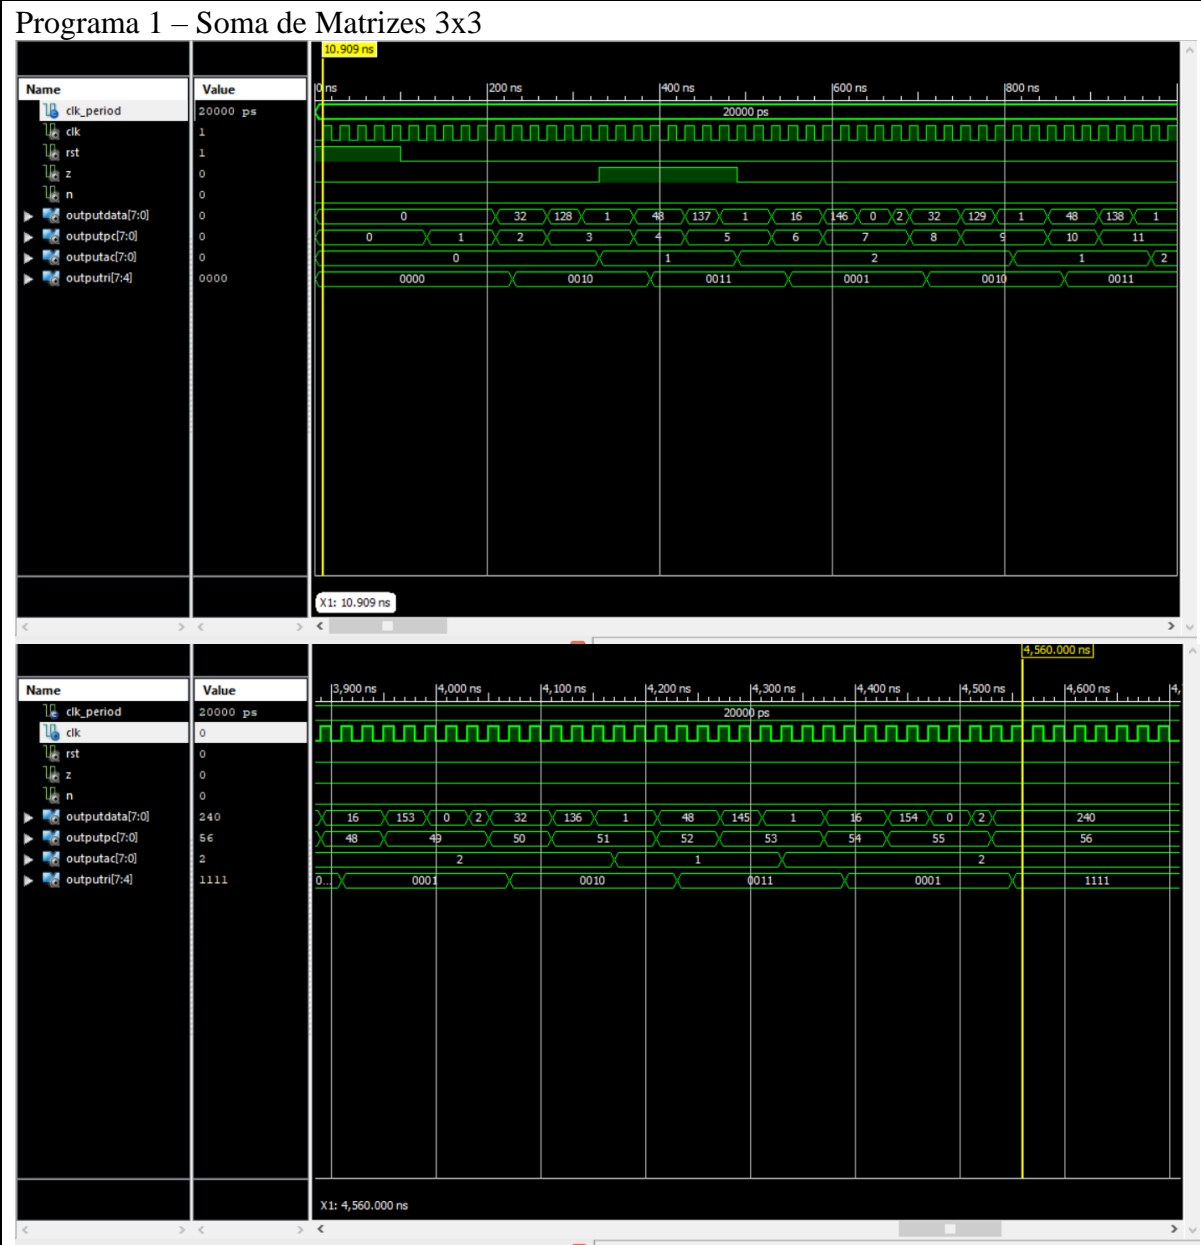 Programa 1 – Soma de Matrizes 3x3
10.909 ns
Name Value 0 ns 200 ns 400 ns 600 ns 800 ns
clk_period 20000 ps 20000 ps
clk 1
rst 1
z 0
n 0
outputdata[7:0] 0 0 32 128 1 48 137 1 16 146 0 2 32 129 1 48 138 1
outputpc[7:0] 0 0 1 2 3 4 5 6 7 8 9 10 11
outputac[7:0] 0 0 1 2 1 2
outputri[7:4] 0000 0000 0010 0011 0001 0010 0011
X1: 10.909 ns
4,560.000 ns
Name Value 3,900 ns 4,000 ns 4,100 ns 4,200 ns 4,300 ns 4,400 ns 4,500 ns 4,600 ns 4,
clk_period 20000 ps 20000 ps
clk 0
rst 0
z 0
n 0
outputdata[7:0] 240 16 153 0 2 32 136 1 48 145 1 16 154 0 2 240
outputpc[7:0] 56 48 49 50 51 52 53 54 55 56
outputac[7:0] 2 2 1 2
outputri[7:4] 1111 0... 0001 0010 0011 0001 1111
X1: 4,560.000 ns